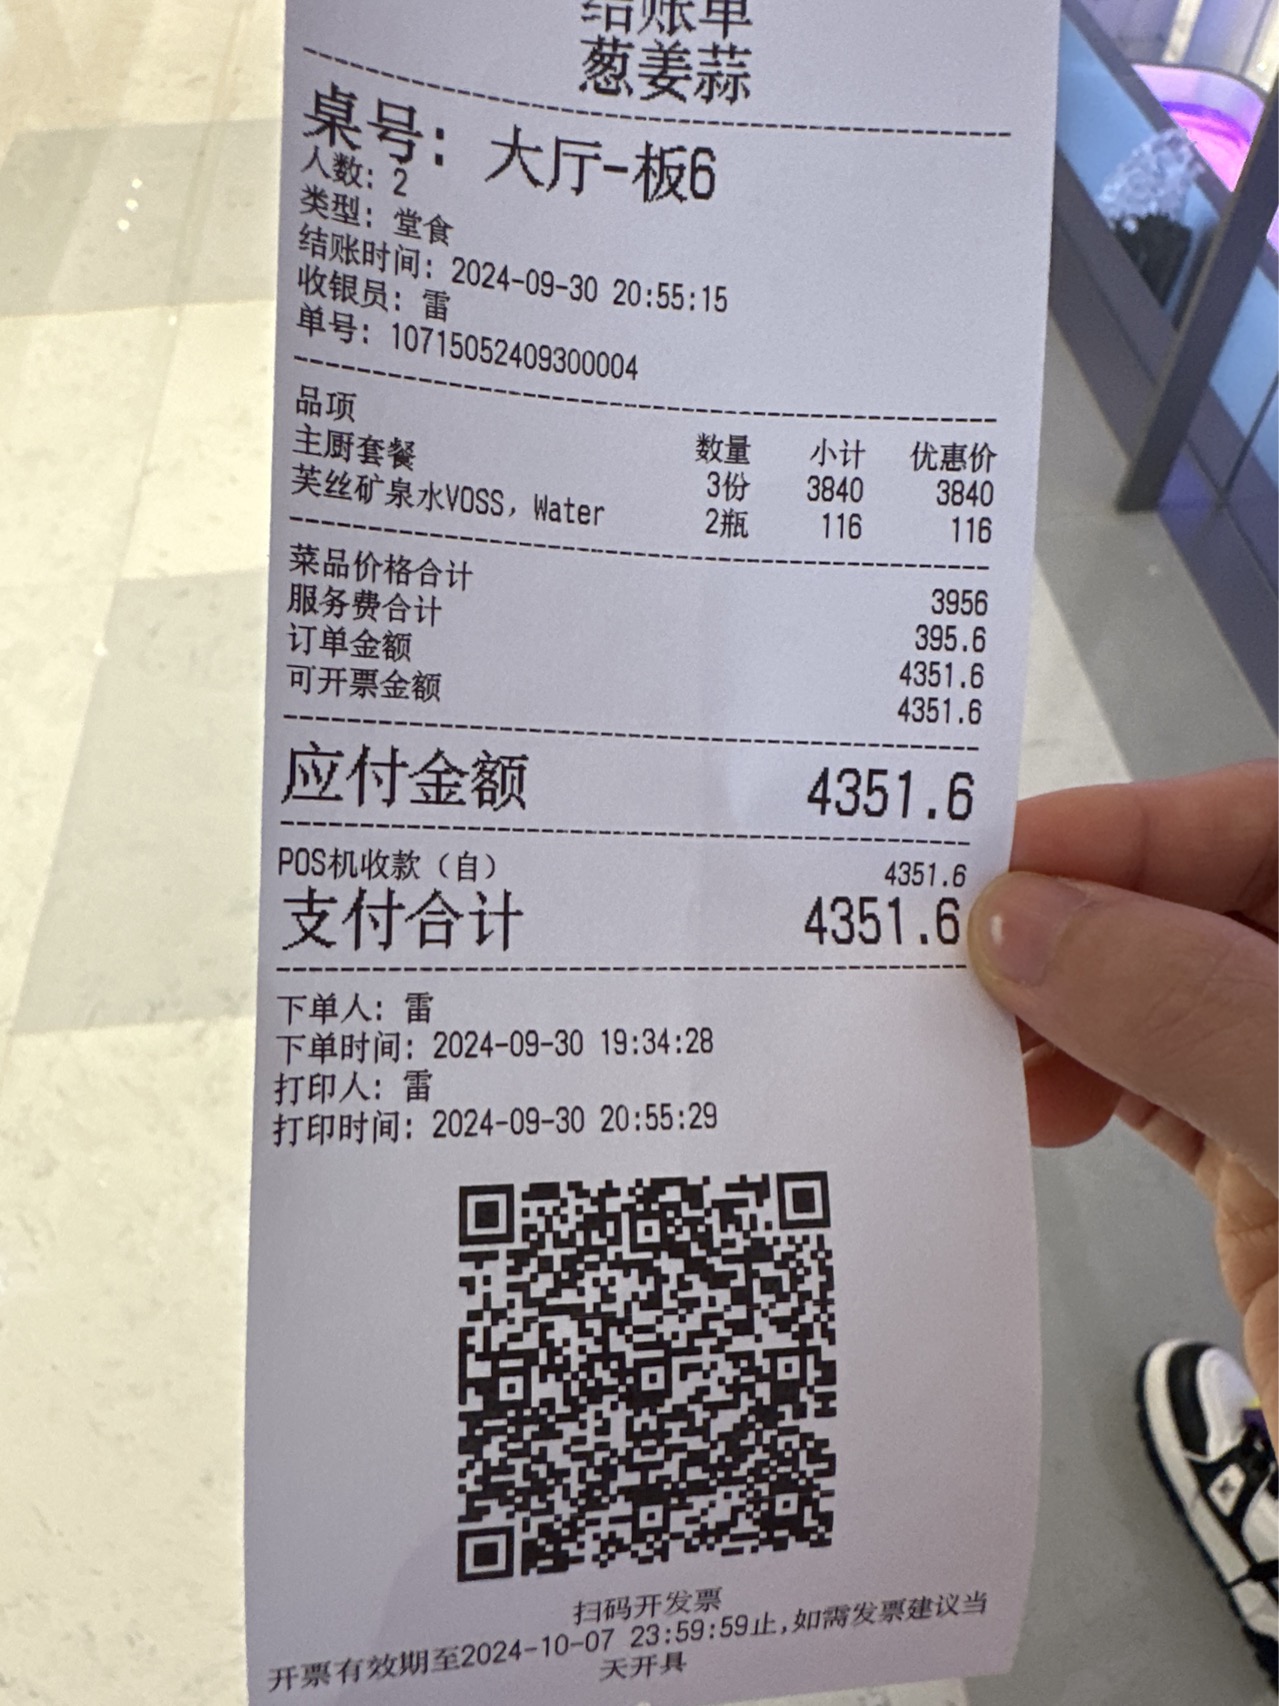 结账单
葱姜蒜
桌号: 大厅-板6
人数: 2
类型: 堂食
结账时间: 2024-09-30 20:55:15
收银员: 雷
单号: 10715052409300004
品项 数量 小计 优惠价
主厨套餐 3份 3840 3840
芙丝矿泉水VOSS, Water 2瓶 116 116
菜品价格合计 3956
服务费合计 395.6
订单金额 4351.6
可开票金额 4351.6
应付金额 4351.6
POS机收款（自） 4351.6
支付合计 4351.6
下单人: 雷
下单时间: 2024-09-30 19:34:28
打印人: 雷
打印时间: 2024-09-30 20:55:29
扫码开发票
开票有效期至2024-10-07 23:59:59止,如需发票建议当
天开具